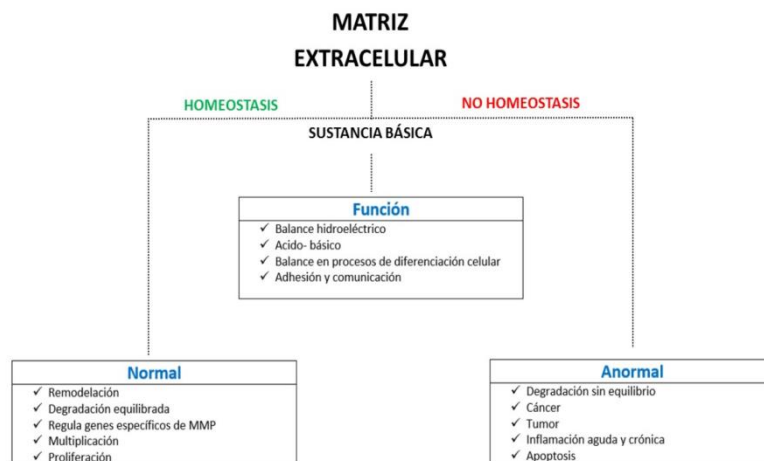 MATRIZ
EXTRACELULAR
HOMEOSTASIS
NO HOMEOSTASIS
SUSTANCIA BÁSICA
Función
✓ Balance hidroeléctrico
✓ Acido- básico
✓ Balance en procesos de diferenciación celular
✓ Adhesión y comunicación
Normal
✓ Remodelación
✓ Degradación equilibrada
✓ Regula genes específicos de MMP
✓ Multiplicación
✓ Proliferación
Anormal
✓ Degradación sin equilibrio
✓ Cáncer
✓ Tumor
✓ Inflamación aguda y crónica
✓ Apoptosis